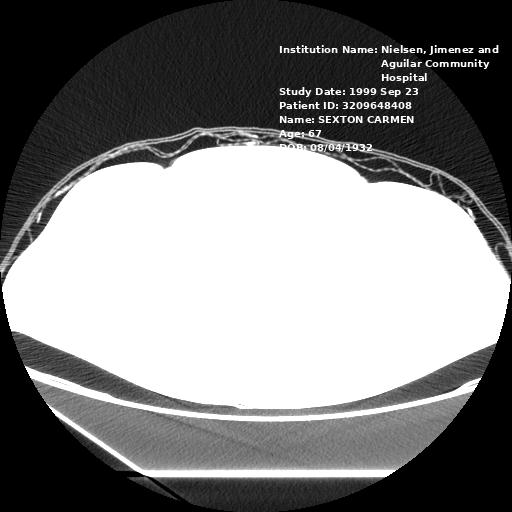 Institution Name: Nielsen, Jimenez and
Aguilar Community
Hospital
Study Date: 1999 Sep 23
Patient ID: 3209648408
Name: SEXTON CARMEN
Age: 67
DOB: 08/04/1932